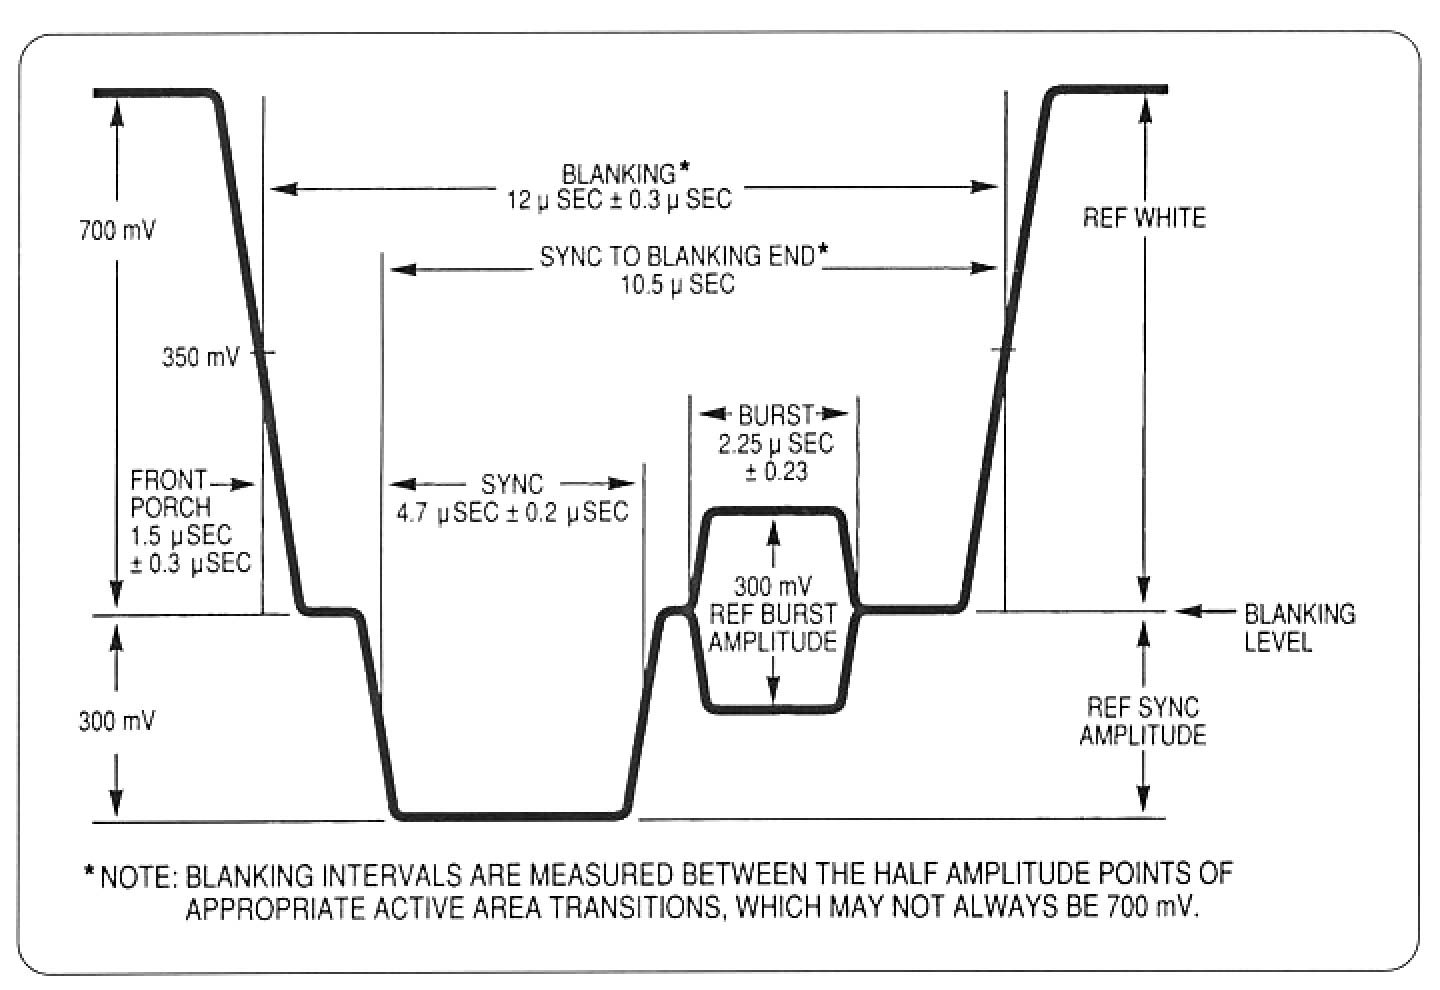 BLANKING*
12 µ SEC ± 0.3 µ SEC
700 mV
REF WHITE
SYNC TO BLANKING END*
10.5 µ SEC
350 mV
BURST
2.25 µ SEC
± 0.23
FRONT
PORCH
1.5 µSEC
± 0.3 µSEC
SYNC
4.7 µSEC ± 0.2 µSEC
300 mV
REF BURST
AMPLITUDE
BLANKING
LEVEL
300 mV
REF SYNC
AMPLITUDE
*NOTE: BLANKING INTERVALS ARE MEASURED BETWEEN THE HALF AMPLITUDE POINTS OF
APPROPRIATE ACTIVE AREA TRANSITIONS, WHICH MAY NOT ALWAYS BE 700 mV.